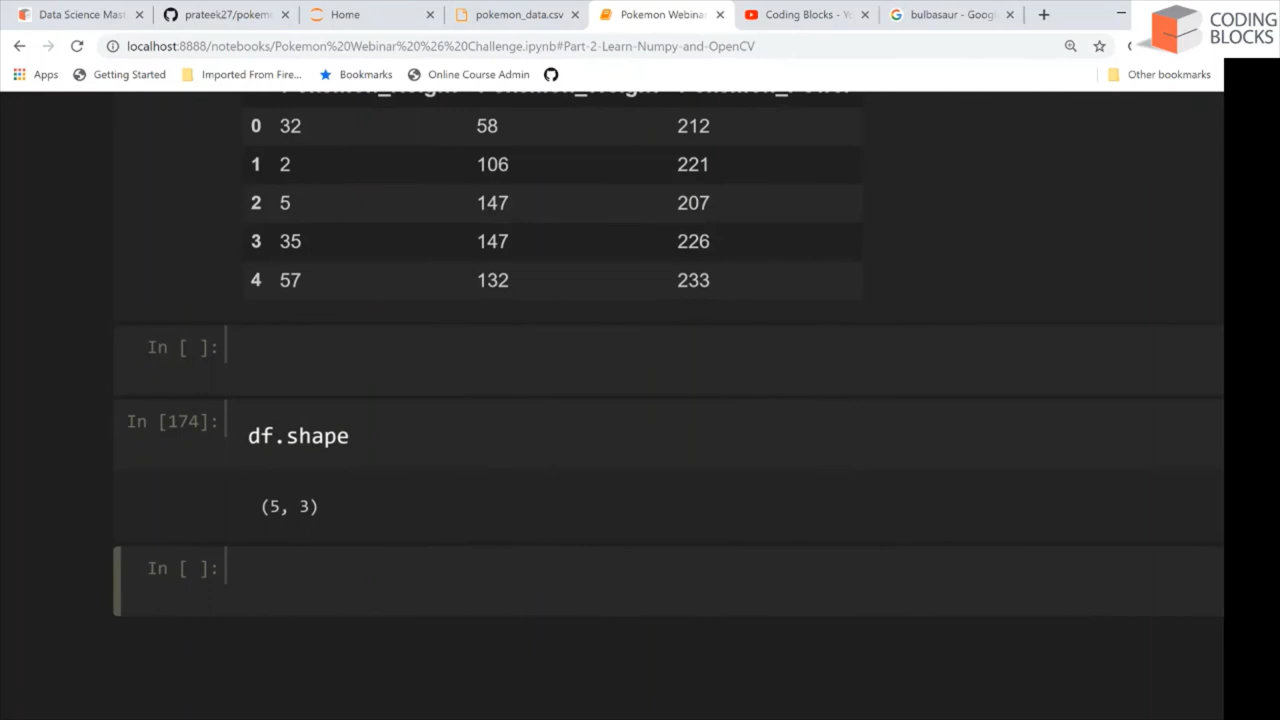 Data Science Mast
prateek27/pokemo
Home
pokemon_data.csv
Pokemon Webinar
Coding Blocks - Yo
bulbasaur - Google
CODING
BLOCKS
localhost:8888/notebooks/Pokemon%20Webinar%20%26%20Challenge.ipynb#Part-2-Learn-Numpy-and-OpenCV
Apps
Getting Started
Imported From Fire...
Bookmarks
Online Course Admin
Other bookmarks
0 32 58 212
1 2 106 221
2 5 147 207
3 35 147 226
4 57 132 233
In [ ]:
In [174]:
df.shape
(5, 3)
In [ ]: